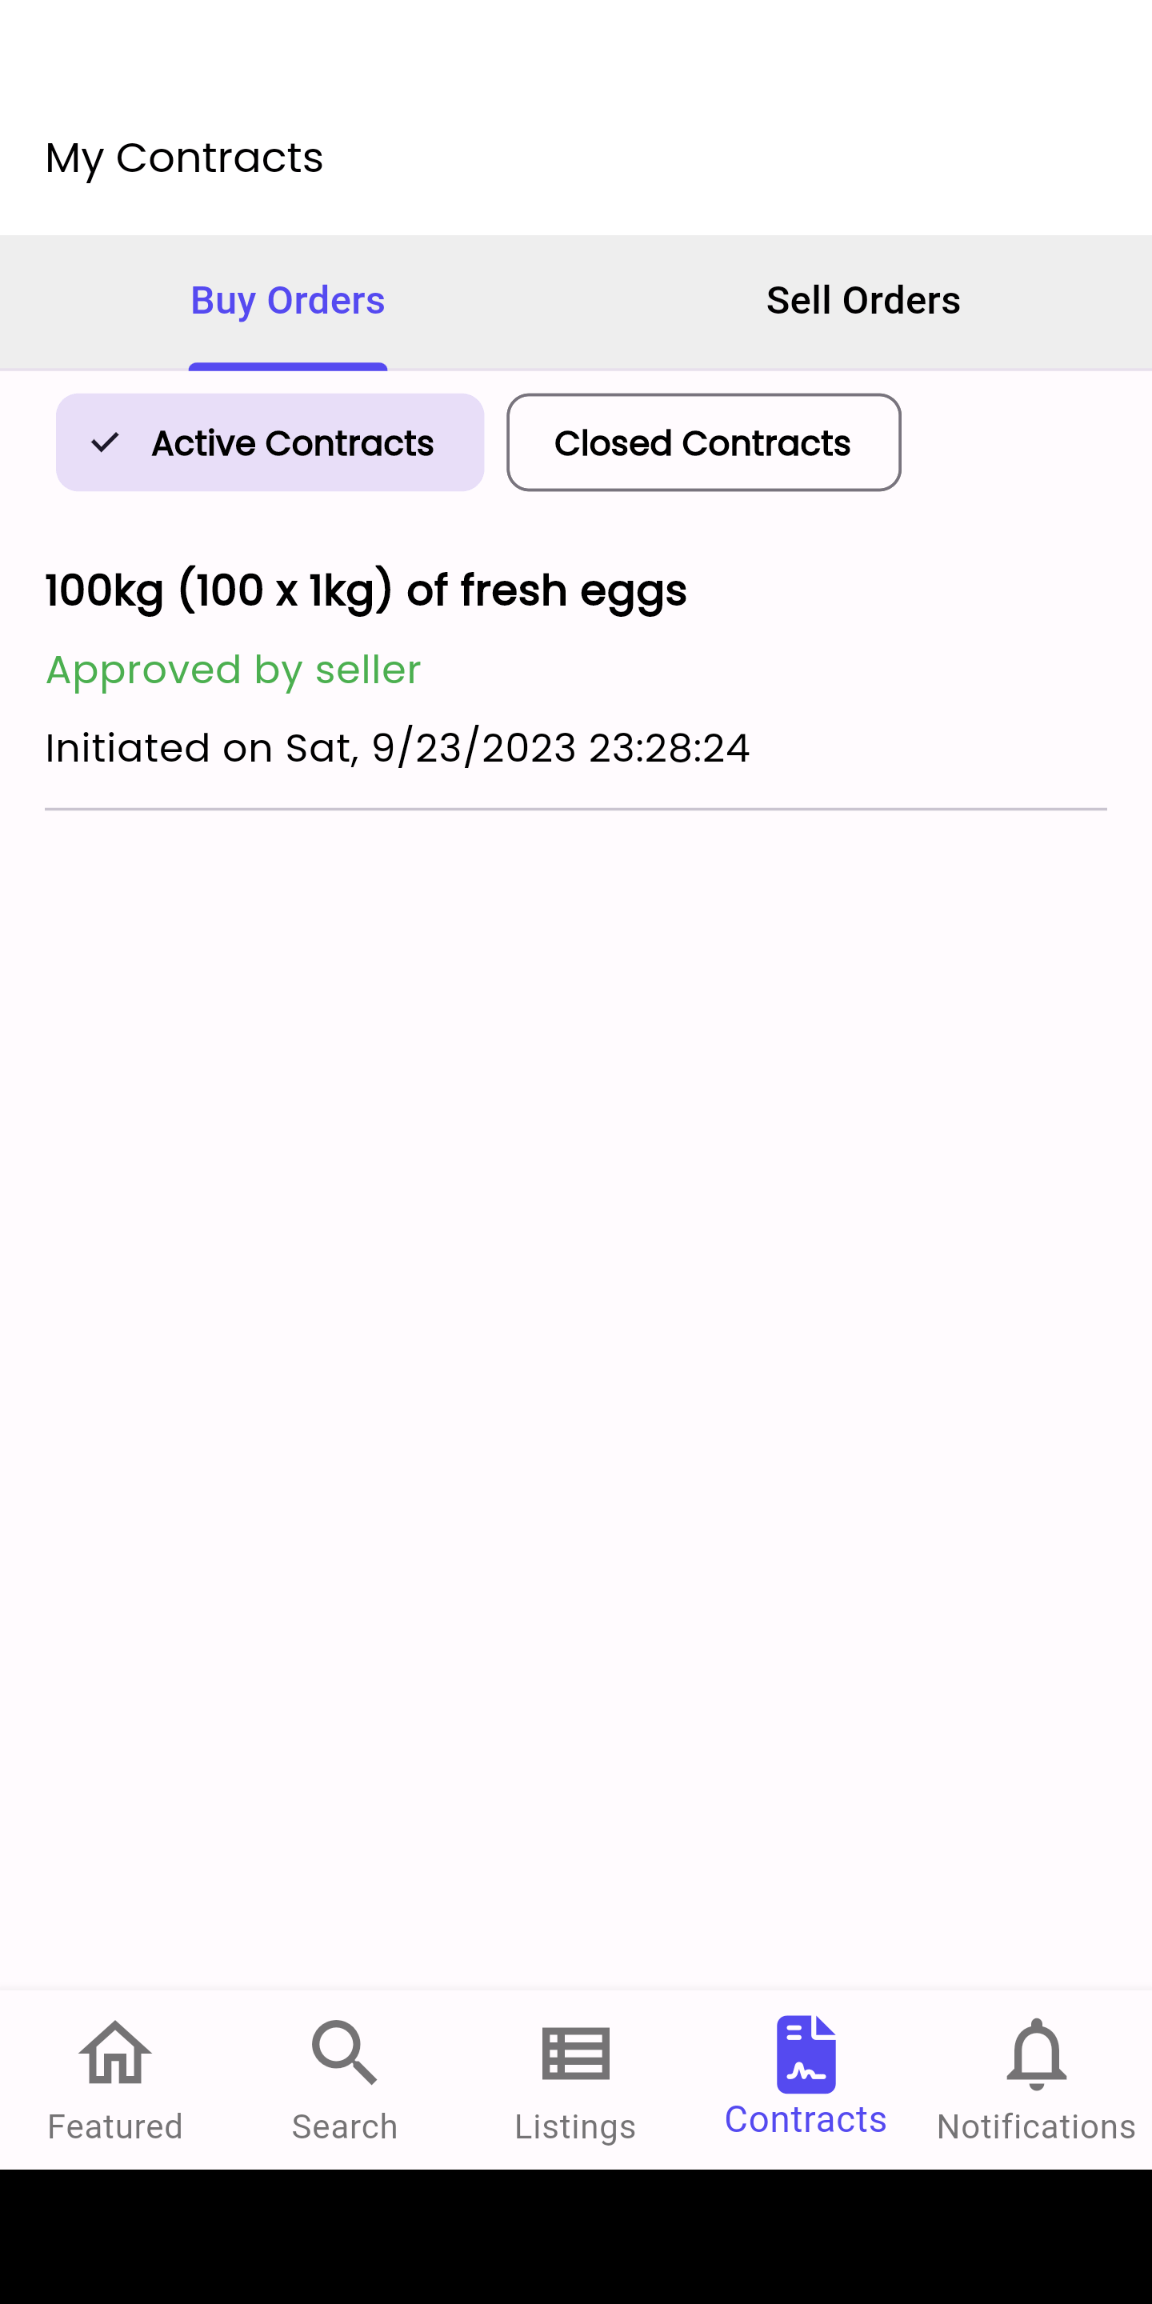 My Contracts
Buy Orders
Sell Orders
Active Contracts
Closed Contracts
100kg (100 x 1kg) of fresh eggs
Approved by seller
Initiated on Sat, 9/23/2023 23:28:24
Featured
Search
Listings
Contracts
Notifications